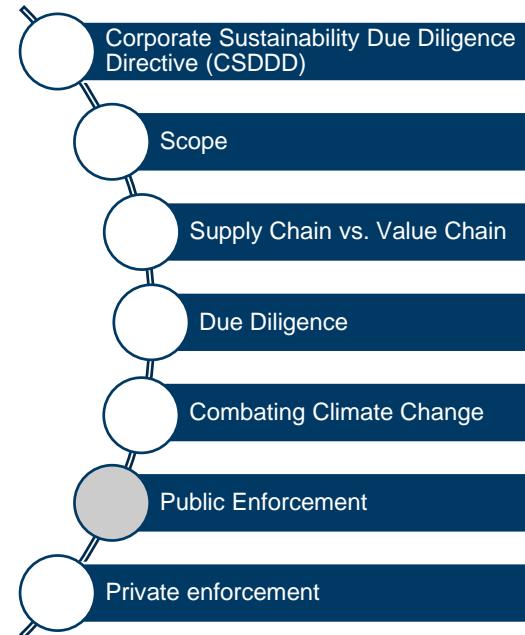 Corporate Sustainability Due Diligence
Directive (CSDDD)
Scope
Supply Chain vs. Value Chain
Due Diligence
Combating Climate Change
Public Enforcement
Private enforcement